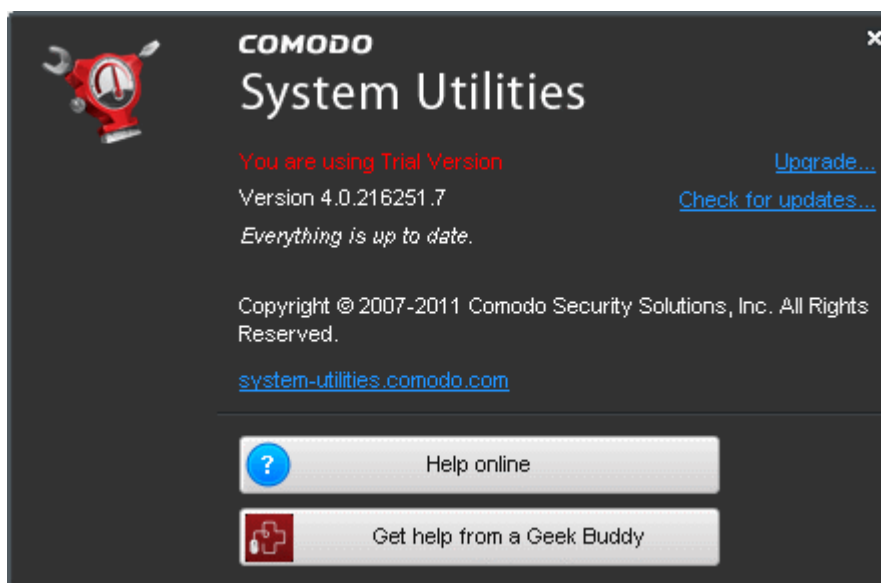 COMODO
System Utilities
You are using Trial Version
Upgrade...
Version 4.0.216251.7
Check for updates...
Everything is up to date.
Copyright © 2007-2011 Comodo Security Solutions, Inc. All Rights
Reserved.
system-utilities.comodo.com
Help online
Get help from a Geek Buddy